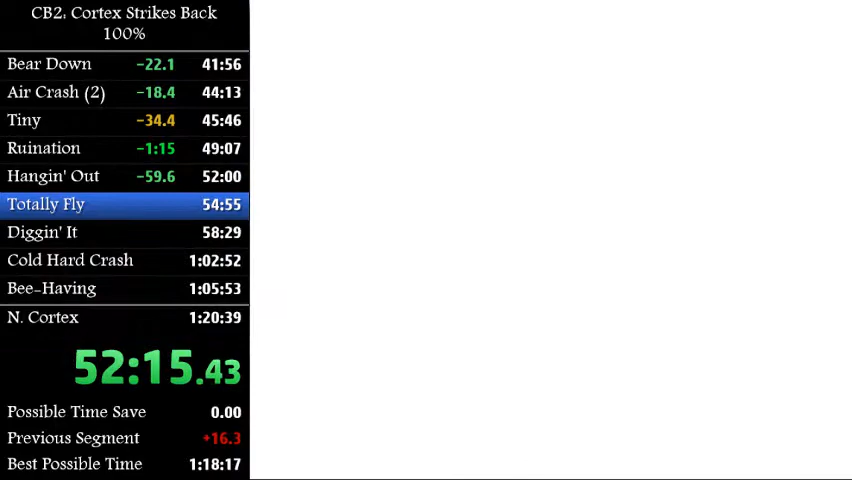 CB2: Cortex Strikes Back
100%
Bear Down -22.1 41:56
Air Crash (2) -18.4 44:13
Tiny -34.4 45:46
Ruination -1:15 49:07
Hangin' Out -59.6 52:00
Totally Fly 54:55
Diggin' It 58:29
Cold Hard Crash 1:02:52
Bee-Having 1:05:53
N. Cortex 1:20:39
52:15.43
Possible Time Save 0.00
Previous Segment +16.3
Best Possible Time 1:18:17